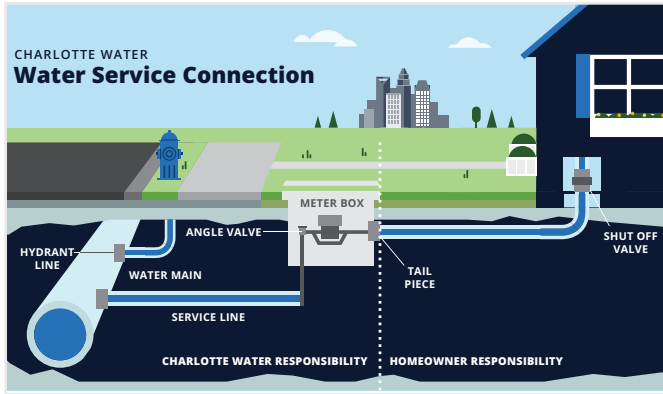 CHARLOTTE WATER
Water Service Connection
METER BOX
ANGLE VALVE
HYDRANT
LINE
WATER MAIN
SHUT OFF
VALVE
TAIL
PIECE
SERVICE LINE
CHARLOTTE WATER RESPONSIBILITY
HOMEOWNER RESPONSIBILITY